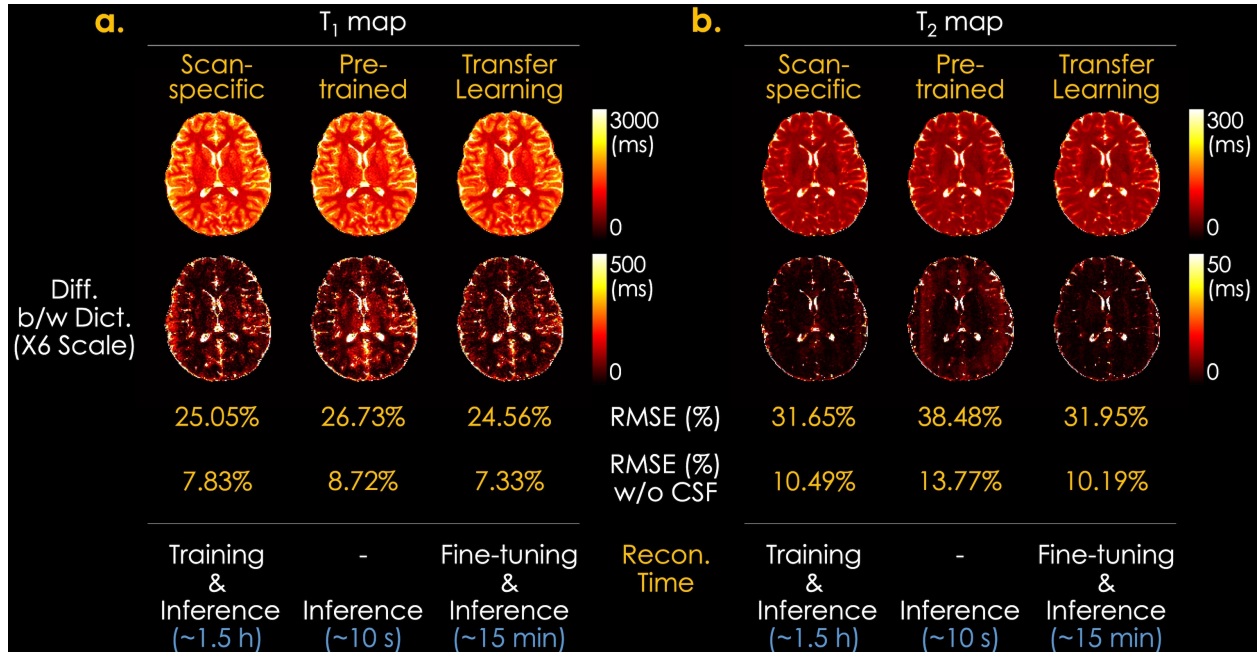 a. T1 map b. T2 map
Scan- Pre- Transfer Scan- Pre- Transfer
specific trained Learning specific trained Learning
3000 300
(ms) (ms)
0 0
500 50
(ms) (ms)
Diff.
b/w Dict.
(X6 Scale)
0 0
25.05% 26.73% 24.56% RMSE (%) 31.65% 38.48% 31.95%
RMSE (%)
7.83% 8.72% 7.33% w/o CSF 10.49% 13.77% 10.19%
Training - Fine-tuning Recon. Training - Fine-tuning
& & Time & &
Inference Inference Inference Inference Inference Inference
(~1.5 h) (~10 s) (~15 min) (~1.5 h) (~10 s) (~15 min)